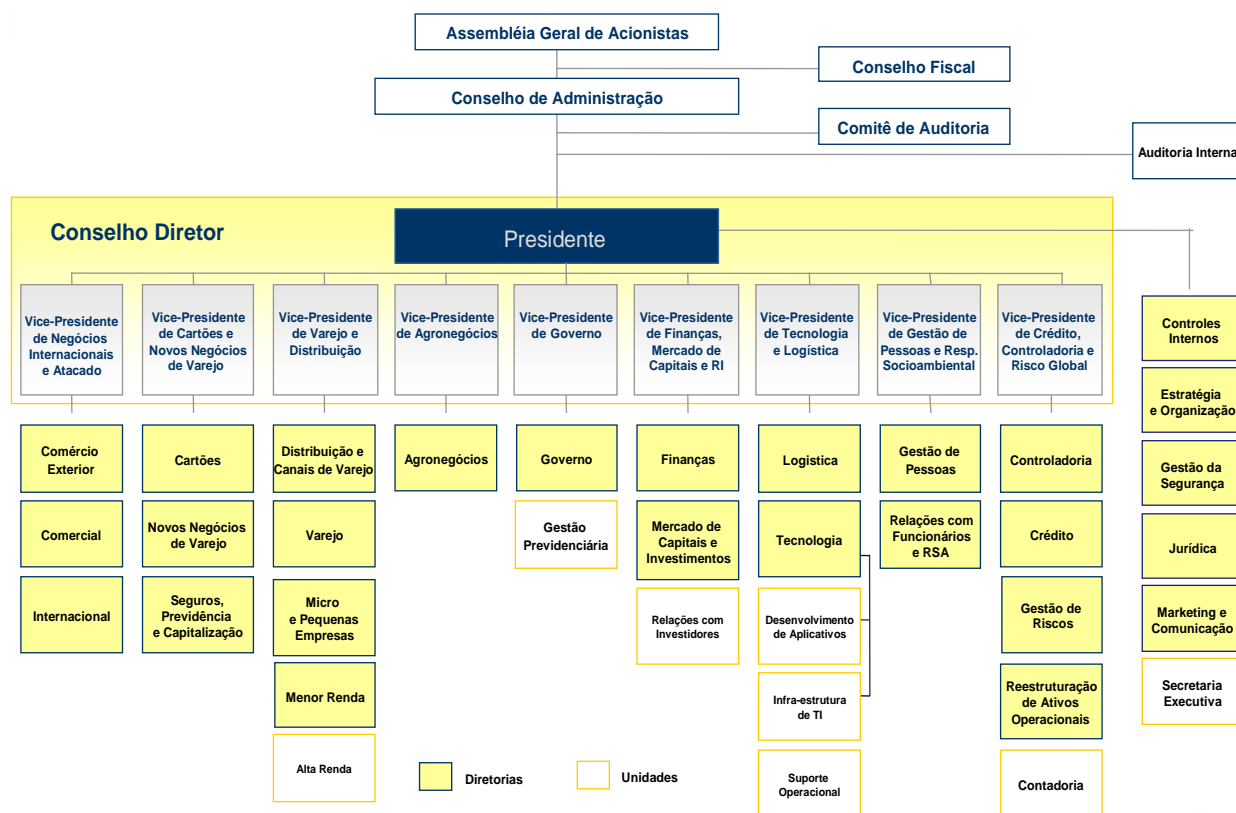 Assembléia Geral de Acionistas
Conselho Fiscal
Conselho de Administração
Comitê de Auditoria
Auditoria Interna
Conselho Diretor
Presidente
Vice-Presidente
de Negócios
Internacionais
e Atacado
Vice-Presidente
de Cartões e
Novos Negócios
de Varejo
Vice-Presidente
de Varejo e
Distribuição
Vice-Presidente
de Agronegócios
Vice-Presidente
de Governo
Vice-Presidente
de Finanças,
Mercado de
Capitais e RI
Vice-Presidente
de Tecnologia
e Logística
Vice-Presidente
de Gestão de
Pessoas e Resp.
Socioambiental
Vice-Presidente
de Crédito,
Controladoria e
Risco Global
Controles
Internos
Estratégia
e Organização
Gestão da
Segurança
Jurídica
Marketing e
Comunicação
Secretaria
Executiva
Comércio
Exterior
Comercial
Internacional
Cartões
Novos Negócios
de Varejo
Seguros,
Previdência
e Capitalização
Distribuição e
Canais de Varejo
Varejo
Micro
e Pequenas
Empresas
Menor Renda
Alta Renda
Agronegócios
Governo
Gestão
Previdenciária
Finanças
Mercado de
Capitais e
Investimentos
Relações com
Investidores
Logistica
Tecnologia
Desenvolvimento
de Aplicativos
Infra-estrutura
de TI
Suporte
Operacional
Gestão de
Pessoas
Relações com
Funcionários
e RSA
Controladoria
Crédito
Gestão de
Riscos
Reestruturação
de Ativos
Operacionais
Contadoria
Diretorias
Unidades